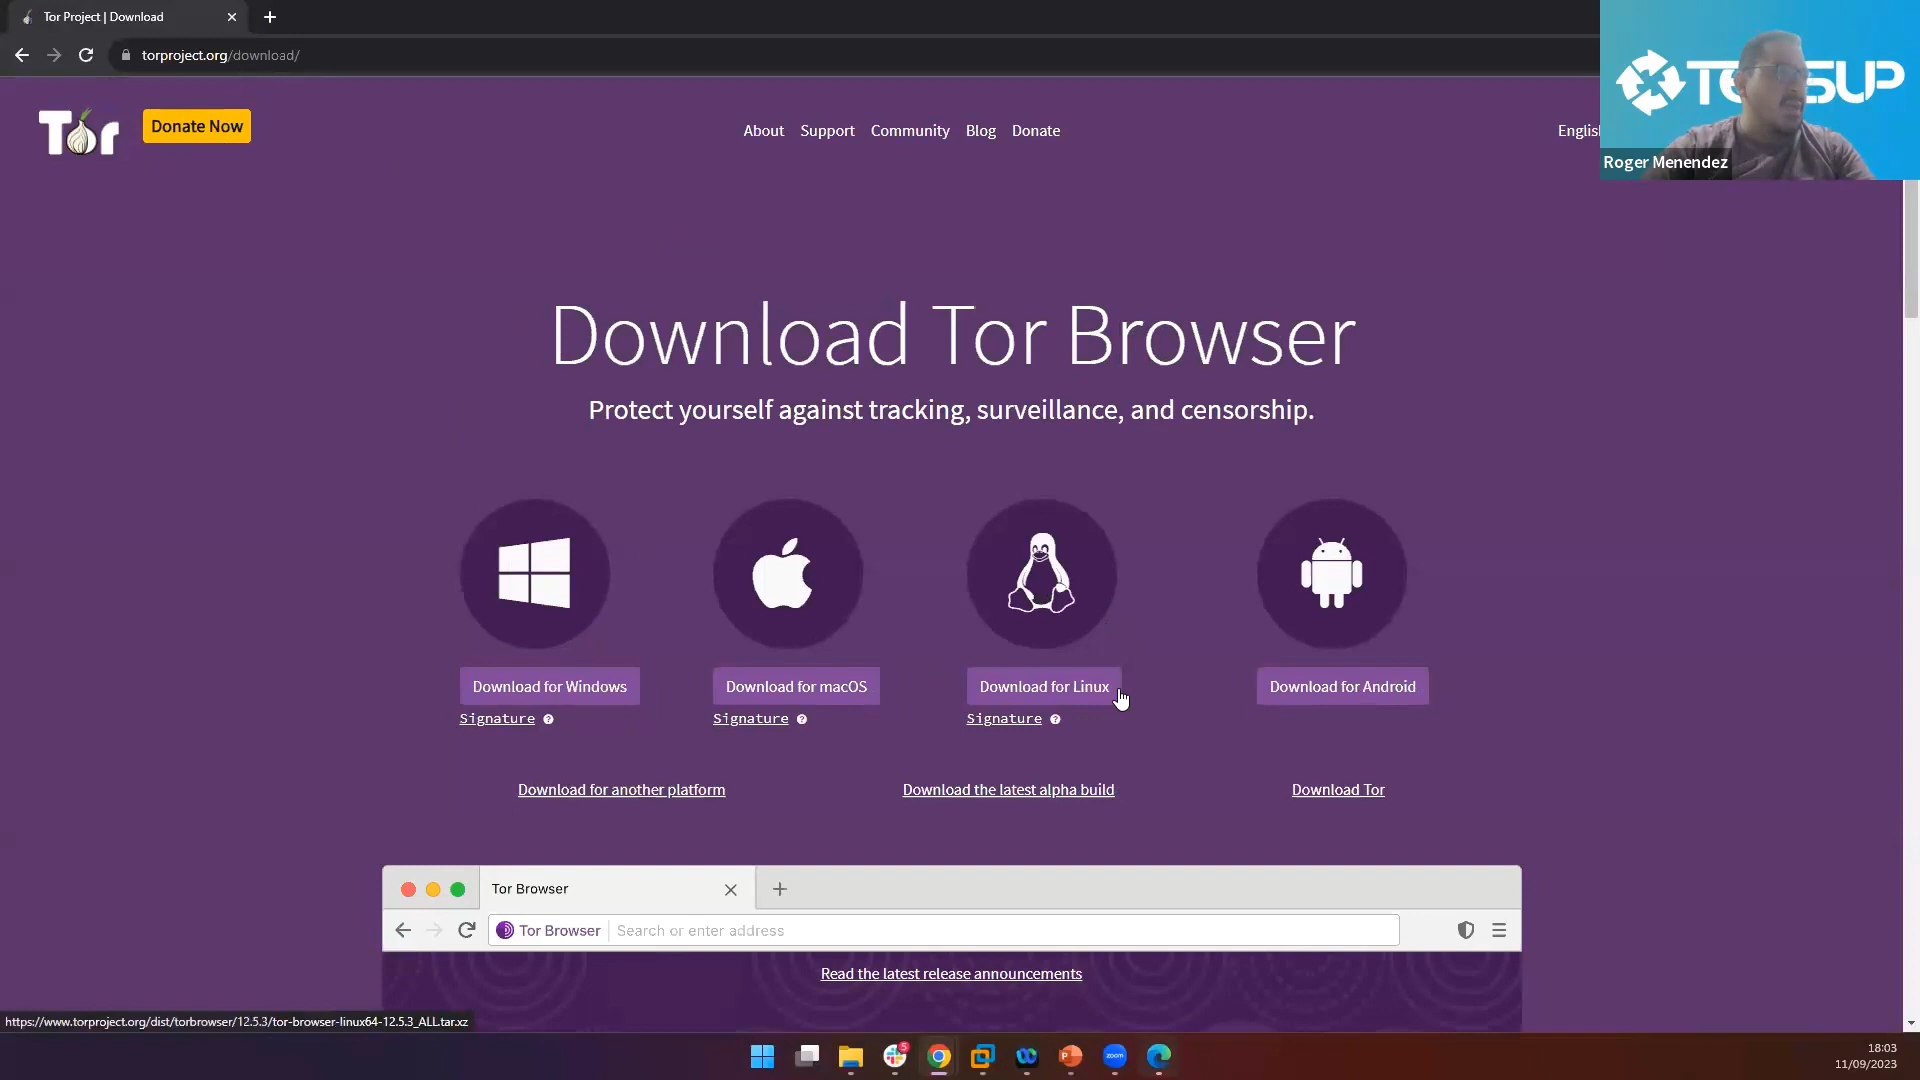 Tor Project | Download
torproject.org/download/
Tor
Donate Now
About Support Community Blog Donate
Roger Menendez
Download Tor Browser
Protect yourself against tracking, surveillance, and censorship.
Download for Windows
Download for macOS
Download for Linux
Download for Android
Signature ?
Signature ?
Signature ?
Download for another platform
Download the latest alpha build
Download Tor
Tor Browser
Tor Browser Search or enter address
Read the latest release announcements
https://www.torproject.org/dist/torbrowser/12.5.3/tor-browser-linux64-12.5.3_ALL.tar.xz
5
zoom
18:03
11/09/2023